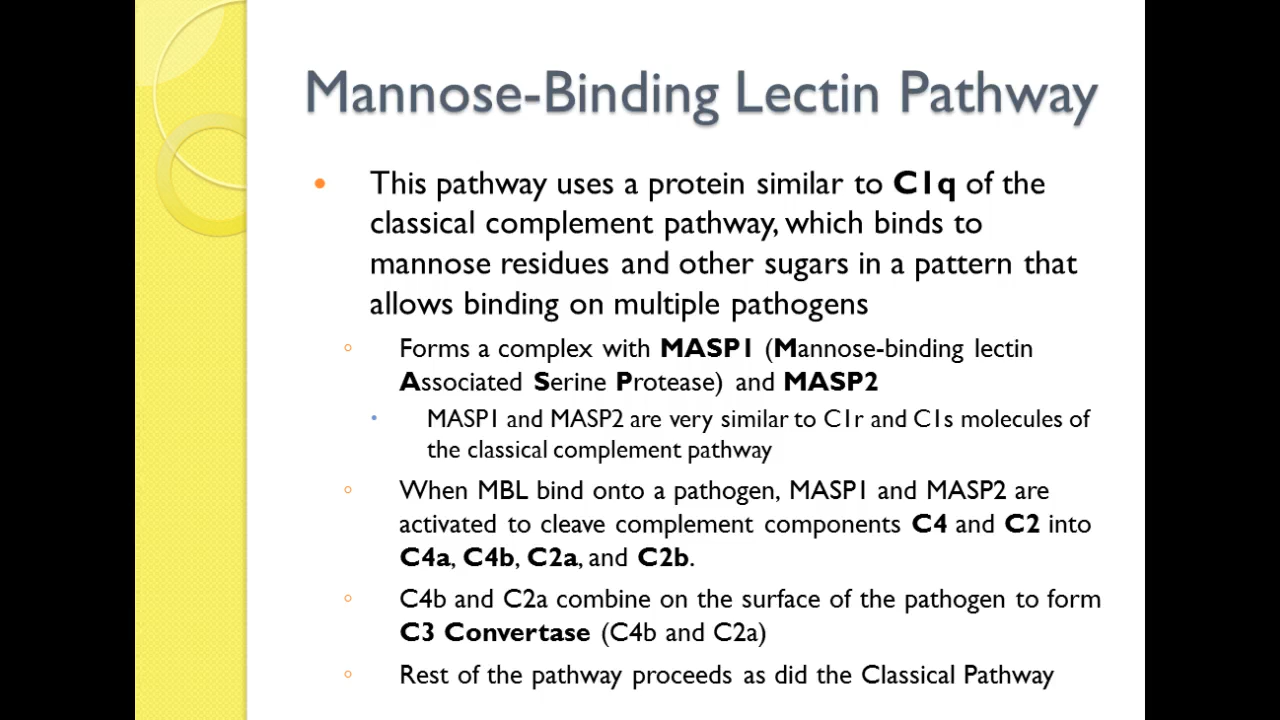 Mannose-Binding Lectin Pathway
This pathway uses a protein similar to C1q of the
classical complement pathway, which binds to
mannose residues and other sugars in a pattern that
allows binding on multiple pathogens
Forms a complex with MASP1 (Mannose-binding lectin
Associated Serine Protease) and MASP2
MASP1 and MASP2 are very similar to C1r and C1s molecules of
the classical complement pathway
When MBL bind onto a pathogen, MASP1 and MASP2 are
activated to cleave complement components C4 and C2 into
C4a, C4b, C2a, and C2b.
C4b and C2a combine on the surface of the pathogen to form
C3 Convertase (C4b and C2a)
Rest of the pathway proceeds as did the Classical Pathway